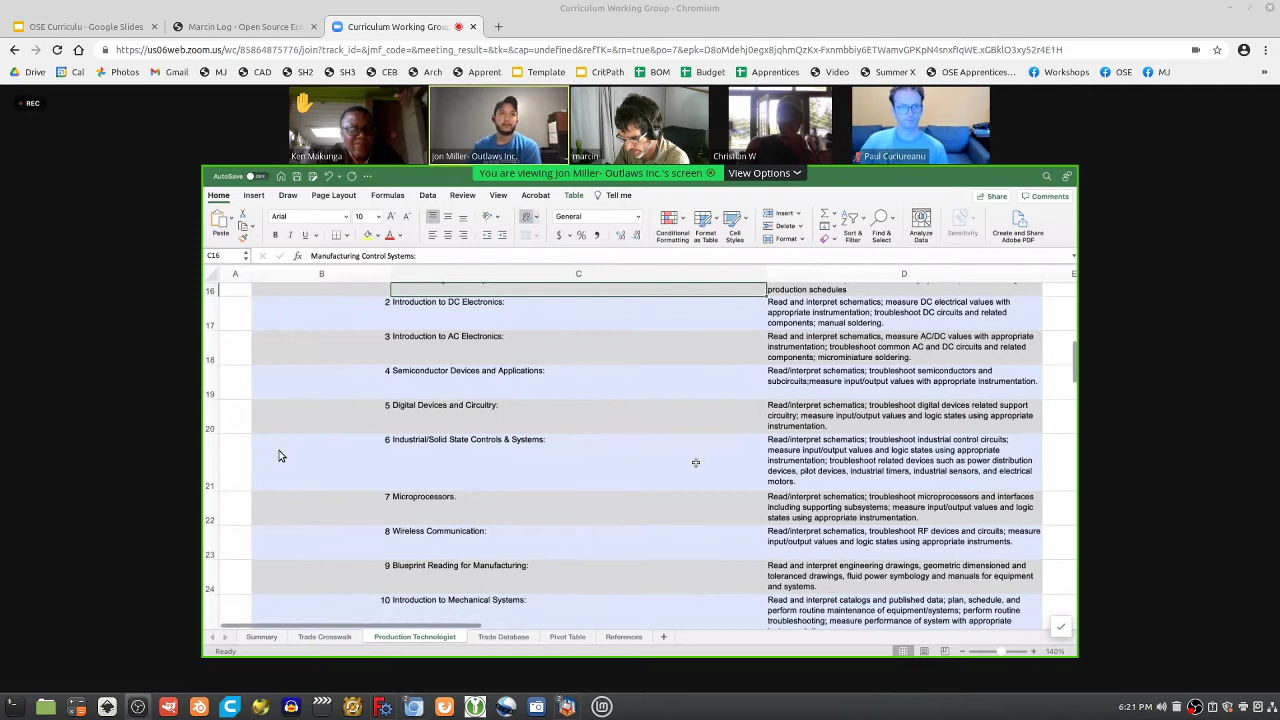 Curriculum Working Group - Chromium
OSE Curriculum - Google Slides
Marcin Log - Open Source Eco
Curriculum Working Group
https://us06web.zoom.us/wc/85864875776/join?track_id=&jmf_code=&meeting_result=&tk=&cap=undefined&refTK=&rn=true&po=7&epk=
Drive
Cal
Photos
Gmail
MJ
CAD
SH2
SH3
CEB
Arch
Apprent
Template
CritPath
BOM
Budget
Apprentices
Video
Summer X
OSE Apprentices...
Workshops
OSE
MJ
REC
Ken Makunga
Jon Miller- Outlaws Inc.
marcin
Christian W
Paul Cuciureanu
AutoSave OFF
You are viewing Jon Miller- Outlaws Inc.'s screen
View Options
Home Insert Draw Page Layout Formulas Data Review View Acrobat Table Tell me
Share
Comments
Paste
Arial
10
General
Conditional Formatting
Format as Table
Cell Styles
Insert
Delete
Format
Sort & Filter
Find & Select
Analyze Data
Sensitivity
Create and Share Adobe PDF
C16
fx
Manufacturing Control Systems:
A B C D E
16
production schedules
17
2 Introduction to DC Electronics:
Read and interpret schematics; measure DC electrical values with
appropriate instrumentation; troubleshoot DC circuits and related
components; manual soldering.
18
3 Introduction to AC Electronics:
Read and interpret schematics, measure AC/DC values with appropriate
instrumentation; troubleshoot common AC and DC circuits and related
components; microminiature soldering.
19
4 Semiconductor Devices and Applications:
Read/interpret schematics; troubleshoot semiconductors and
subcircuits;measure input/output values with appropriate instrumentation.
20
5 Digital Devices and Circuitry:
Read/interpret schematics; troubleshoot digital devices related support
circuitry; measure input/output values and logic states using appropriate
instrumentation.
21
6 Industrial/Solid State Controls & Systems:
Read/interpret schematics; troubleshoot industrial control circuits;
measure input/output values and logic states using appropriate
instrumentation; troubleshoot related devices such as power distribution
devices, pilot devices, industrial timers, industrial sensors, and electrical
motors.
22
7 Microprocessors.
Read/interpret schematics; troubleshoot microprocessors and interfaces
including supporting subsystems; measure input/output values and logic
states using appropriate instrumentation.
23
8 Wireless Communication:
Read/interpret schematics, troubleshoot RF devices and circuits; measure
input/output values and logic states using appropriate instruments.
24
9 Blueprint Reading for Manufacturing:
Read and interpret engineering drawings, geometric dimensioned and
toleranced drawings, fluid power symbology and manuals for equipment
and systems.
10 Introduction to Mechanical Systems:
Read and interpret catalogs and published data; plan, schedule, and
perform routine maintenance of equipment/systems; perform routine
troubleshooting; measure performance of system with appropriate
Summary
Trade Crosswalk
Production Technologist
Trade Database
Pivot Table
References
Ready
140%
6:21 PM